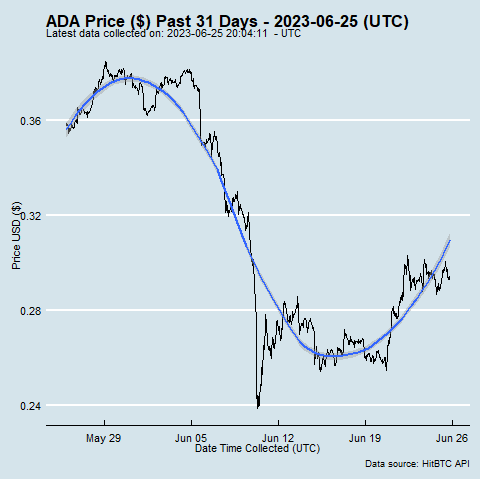 ADA Price ($) Past 31 Days - 2023-06-25 (UTC)
Latest data collected on: 2023-06-25 20:04:11 - UTC
0.36
0.32
0.28
0.24
Price USD ($)
May 29 Jun 05 Jun 12 Jun 19 Jun 26
Date Time Collected (UTC)
Data source: HitBTC API